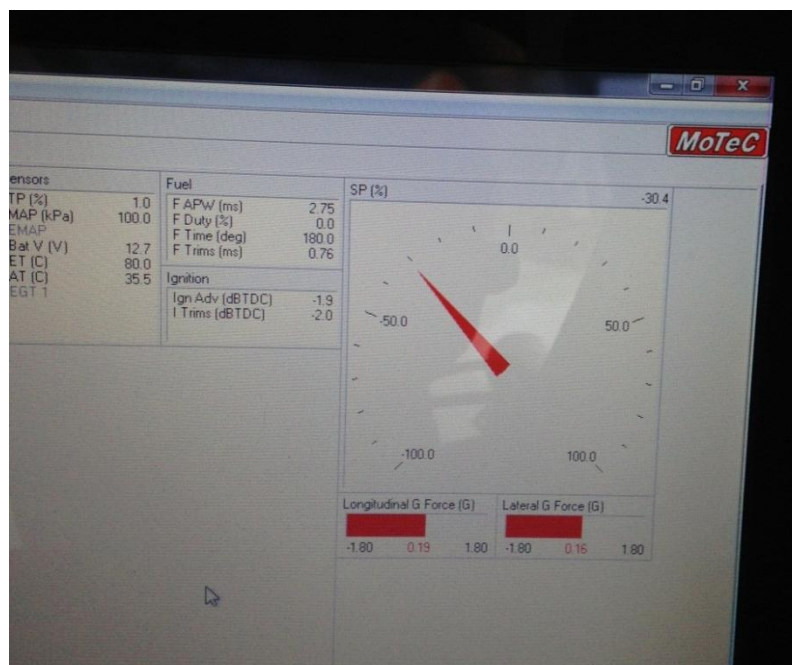 MoTeC
ensors
TP (%) 1.0
MAP (kPa) 100.0
EMAP
Bat V (V) 12.7
ET (C) 80.0
AT (C) 35.5
EGT 1
Fuel
F APW (ms) 2.75
F Duty (%) 0.0
F Time (deg) 180.0
F Trims (ms) 0.76
Ignition
Ign Adv (dBTDC) -1.9
I Trims (dBTDC) -2.0
SP (%) -30.4
0.0
-50.0 50.0
-100.0 100.0
Longitudinal G Force (G) Lateral G Force (G)
-1.80 0.19 1.80 -1.80 0.16 1.80